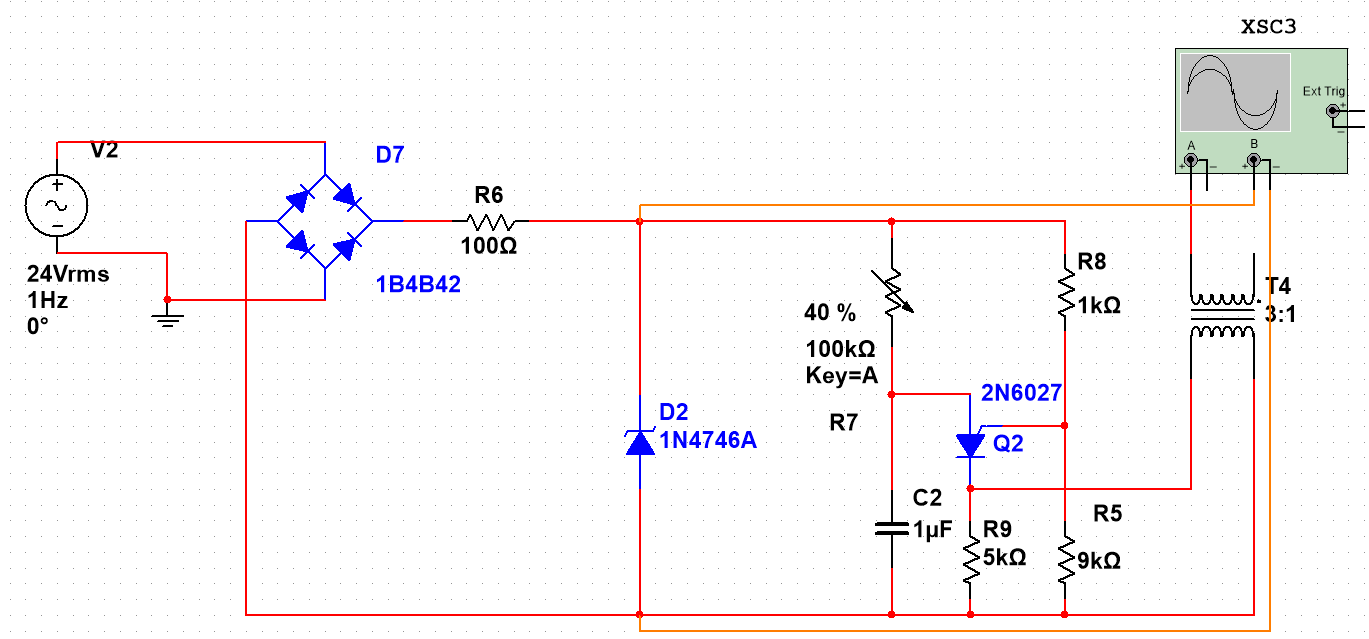 XSC3
Ext Trig
+
−
A
B
+ −
+ −
V2
+
−
24Vrms
1Hz
0°
D7
1B4B42
R6
100Ω
R8
1kΩ
T4
3:1
40 %
100kΩ
Key=A
R7
2N6027
Q2
D2
1N4746A
C2
1µF
R9
5kΩ
R5
9kΩ